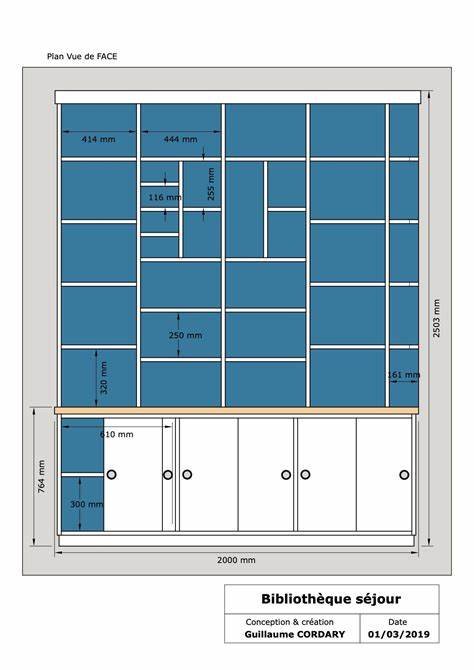 Plan Vue de FACE
414 mm
444 mm
255 mm
116 mm
250 mm
2503 mm
320 mm
161 mm
610 mm
764 mm
300 mm
2000 mm
Bibliothèque séjour
Conception & création
Date
Guillaume CORDARY
01/03/2019